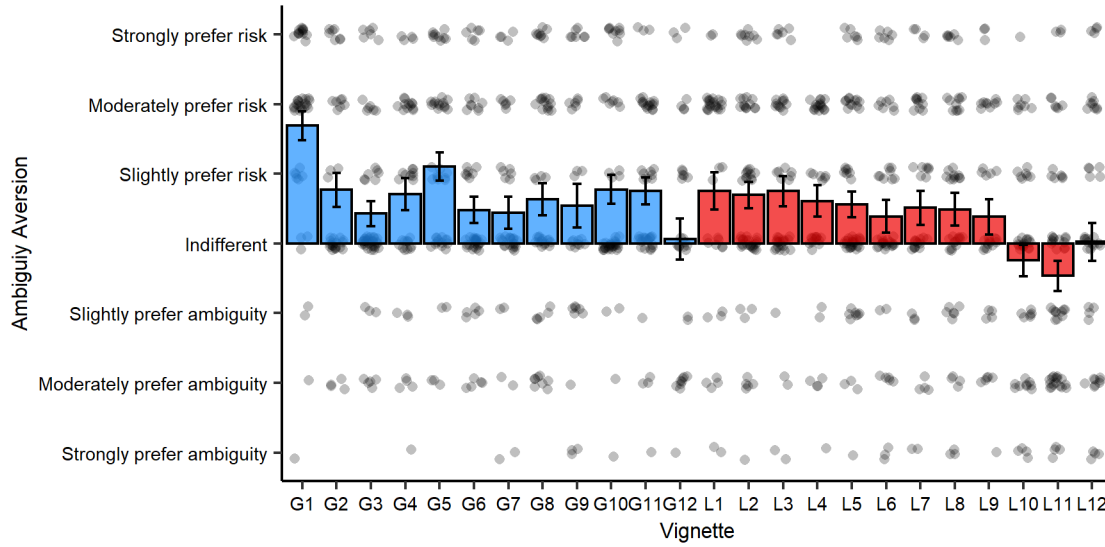 Ambiguiy Aversion
Strongly prefer risk
Moderately prefer risk
Slightly prefer risk
Indifferent
Slightly prefer ambiguity
Moderately prefer ambiguity
Strongly prefer ambiguity
G1 G2 G3 G4 G5 G6 G7 G8 G9 G10 G11 G12 L1 L2 L3 L4 L5 L6 L7 L8 L9 L10 L11 L12
Vignette